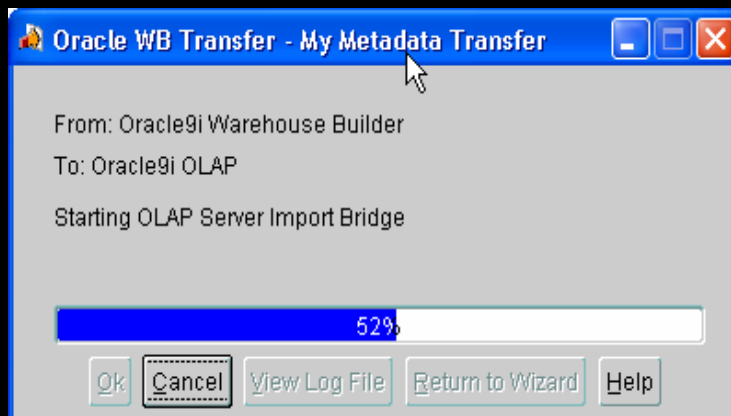 Oracle WB Transfer - My Metadata Transfer
From: Oracle9i Warehouse Builder
To: Oracle9i OLAP
Starting OLAP Server Import Bridge
52%
Ok Cancel View Log File Return to Wizard Help